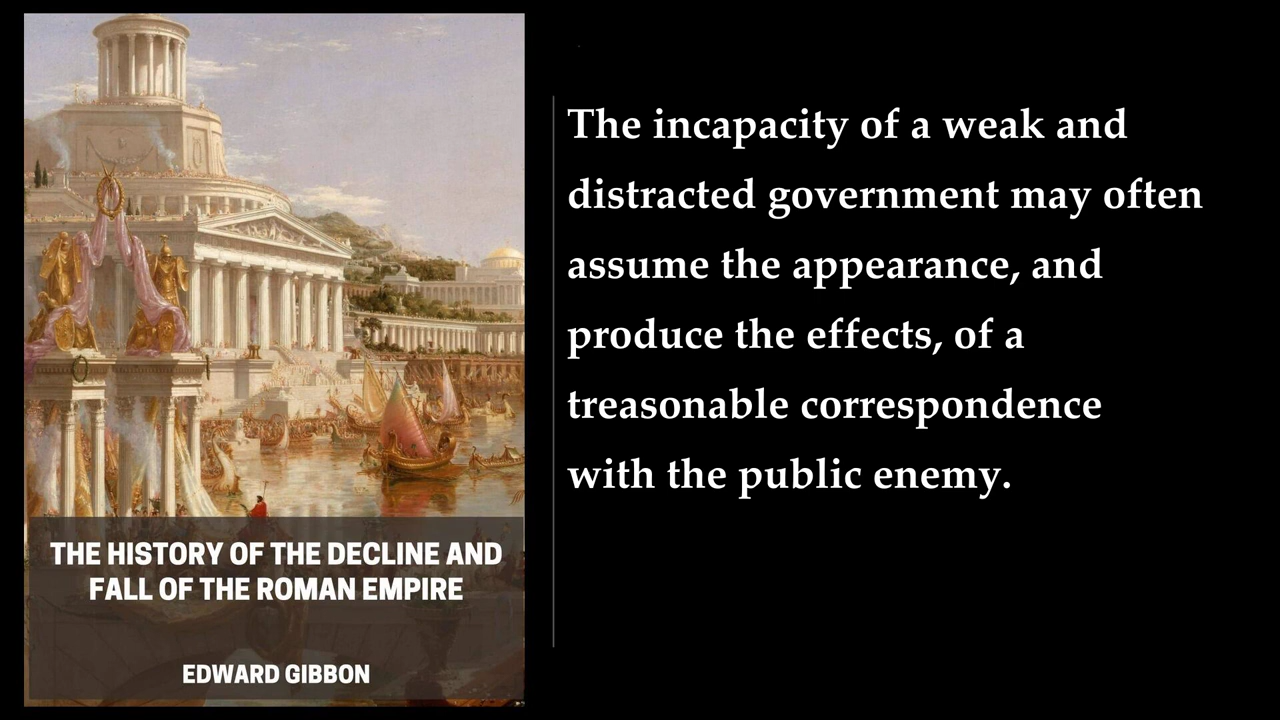 THE HISTORY OF THE DECLINE AND
FALL OF THE ROMAN EMPIRE
EDWARD GIBBON
The incapacity of a weak and
distracted government may often
assume the appearance, and
produce the effects, of a
treasonable correspondence
with the public enemy.